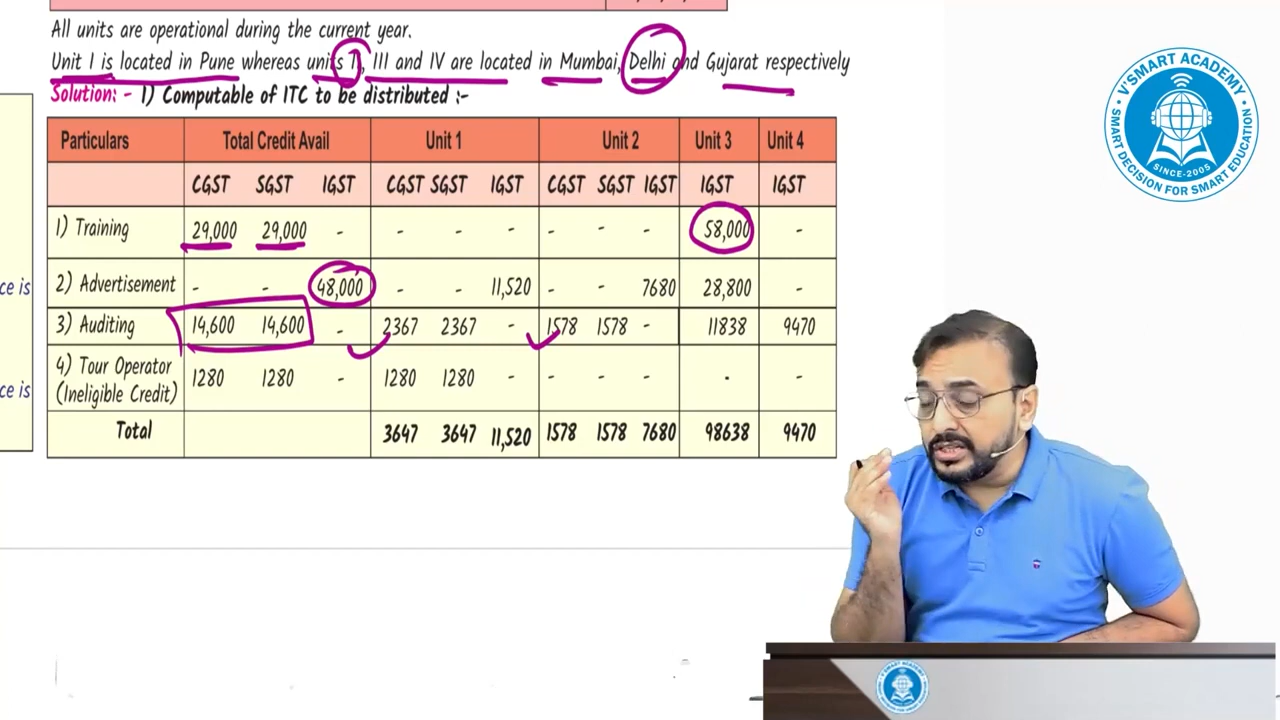 All units are operational during the current year.
Unit I is located in Pune whereas units II, III and IV are located in Mumbai, Delhi and Gujarat respectively
Solution: - 1) Computable of ITC to be distributed :-
Particulars Total Credit Avail Unit 1 Unit 2 Unit 3 Unit 4
CGST SGST IGST CGST SGST IGST CGST SGST IGST IGST IGST
1) Training 29,000 29,000 - - - - - - - 58,000 -
2) Advertisement - - 48,000 - - 11,520 - - 7680 28,800 -
3) Auditing 14,600 14,600 - 2367 2367 - 1578 1578 - 11838 9470
4) Tour Operator
(Ineligible Credit) 1280 1280 - 1280 1280 - - - - - -
Total 3647 3647 11,520 1578 1578 7680 98638 9470
ce is
ce is
V'SMART ACADEMY
SINCE-2005
SMART DECISION FOR SMART EDUCATION